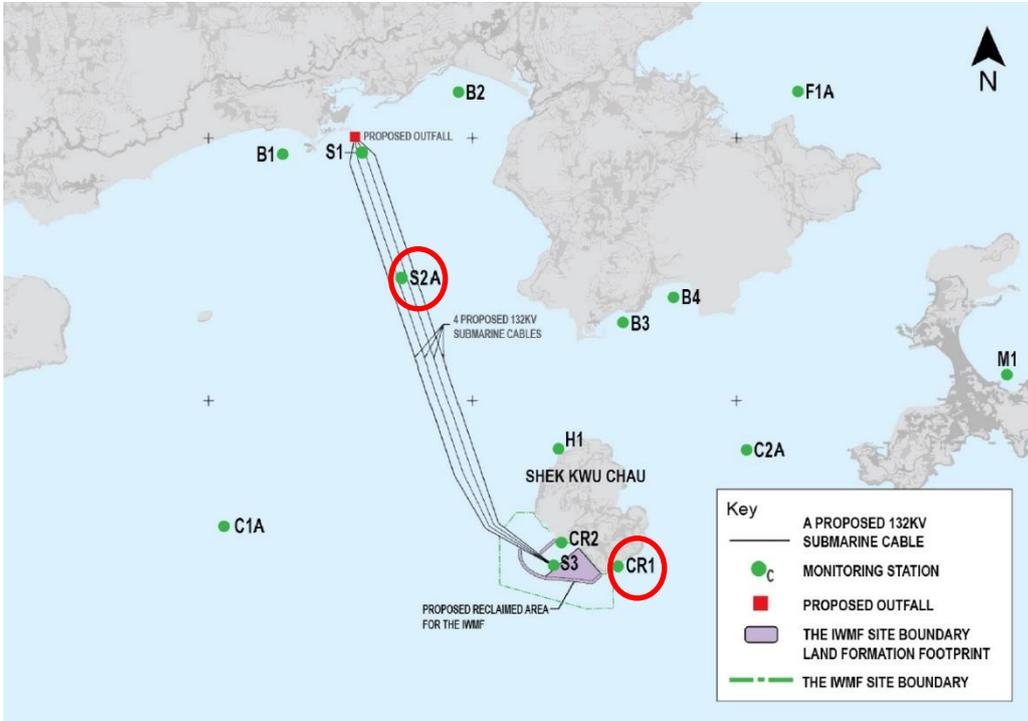 N
B2
F1A
PROPOSED OUTFALL
B1
S1
S2A
B4
4 PROPOSED 132KV
SUBMARINE CABLES
B3
M1
H1
C2A
SHEK KWU CHAU
C1A
CR2
S3
CR1
PROPOSED RECLAIMED AREA
FOR THE IWMF
Key
A PROPOSED 132KV
SUBMARINE CABLE
C
MONITORING STATION
PROPOSED OUTFALL
THE IWMF SITE BOUNDARY
LAND FORMATION FOOTPRINT
THE IWMF SITE BOUNDARY